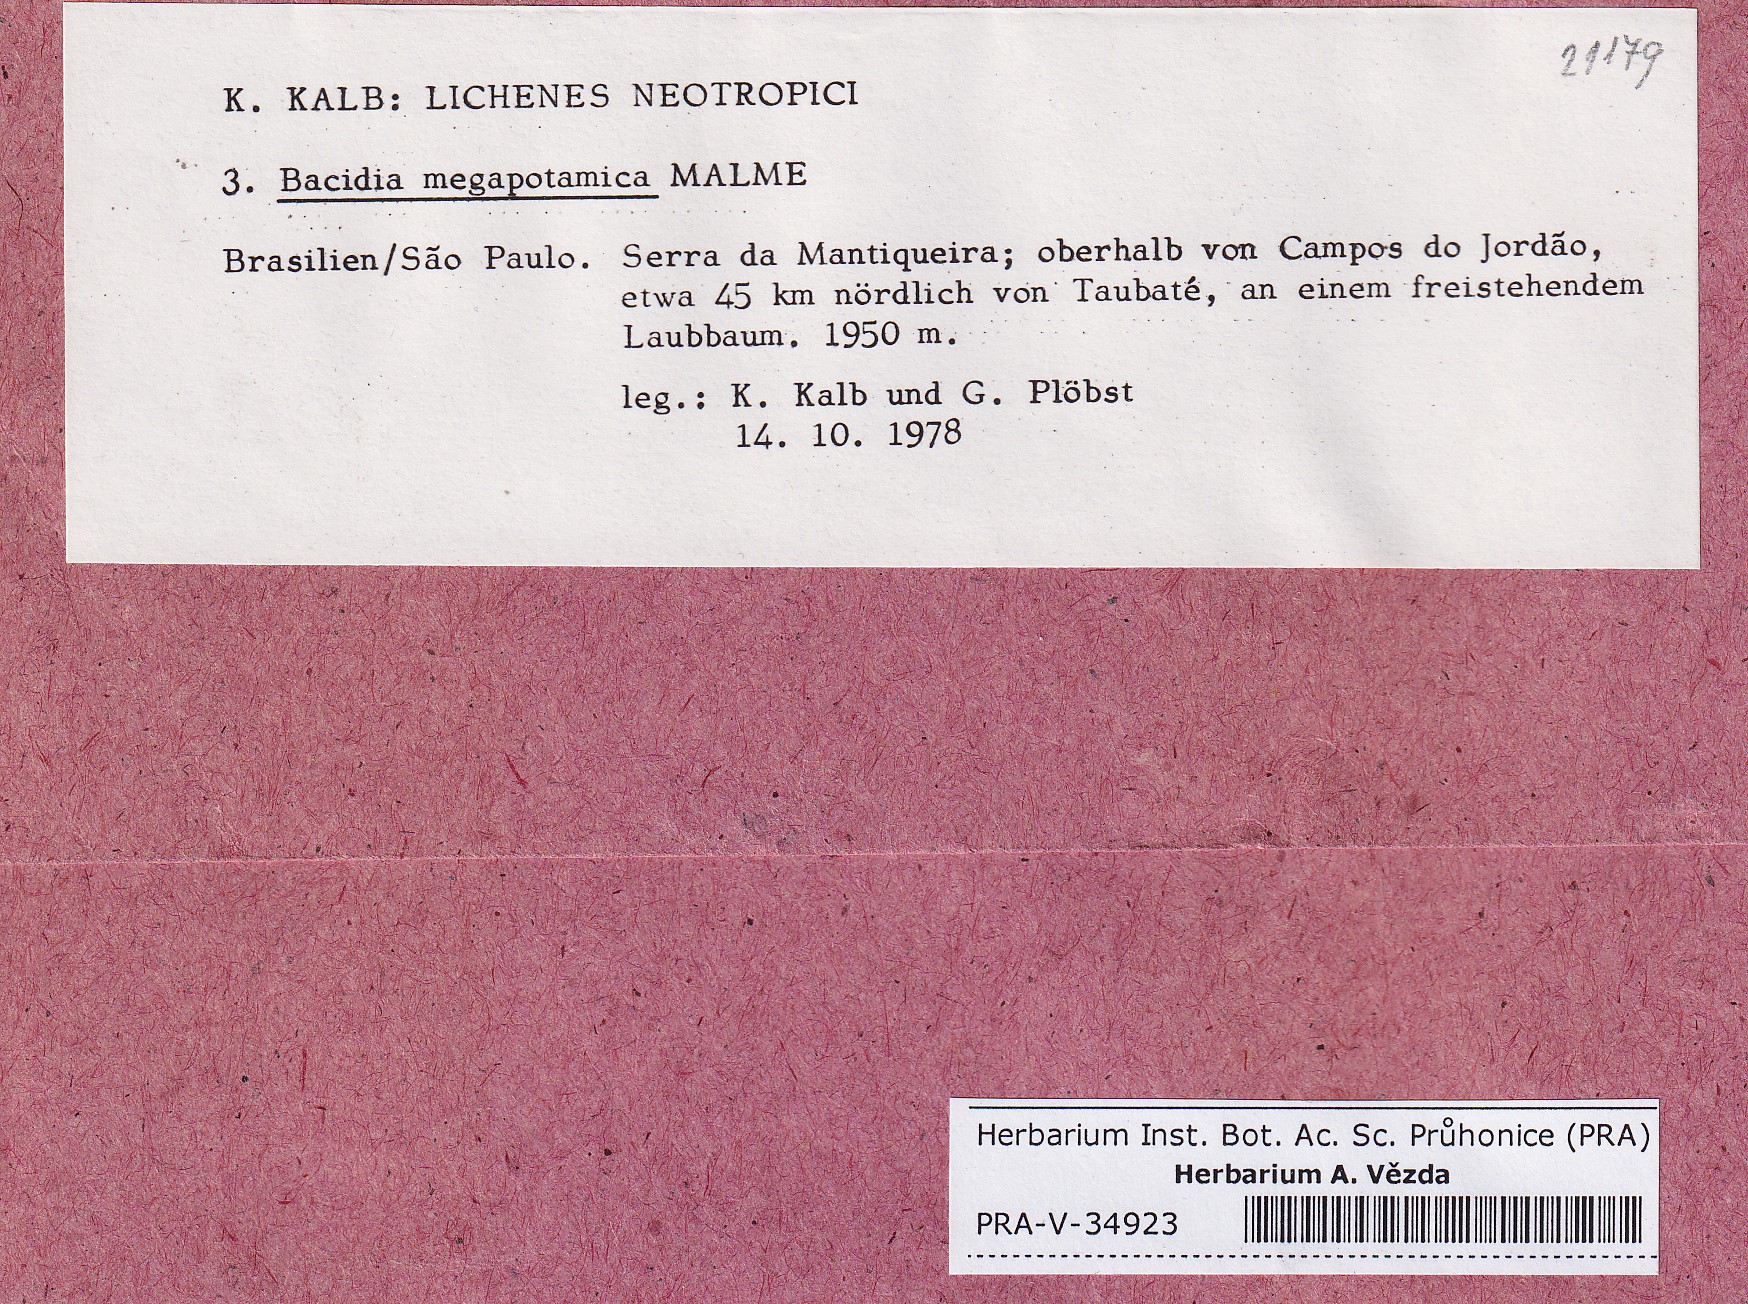 21179
K. KALB: LICHENES NEOTROPICI
3. Bacidia megapotamica MALME
Brasilien/São Paulo. Serra da Mantiqueira; oberhalb von Campos do Jordão,
etwa 45 km nördlich von Taubaté, an einem freistehendem
Laubbaum. 1950 m.
leg.: K. Kalb und G. Plöbst
14. 10. 1978
Herbarium Inst. Bot. Ac. Sc. Průhonice (PRA)
Herbarium A. Vězda
PRA-V-34923